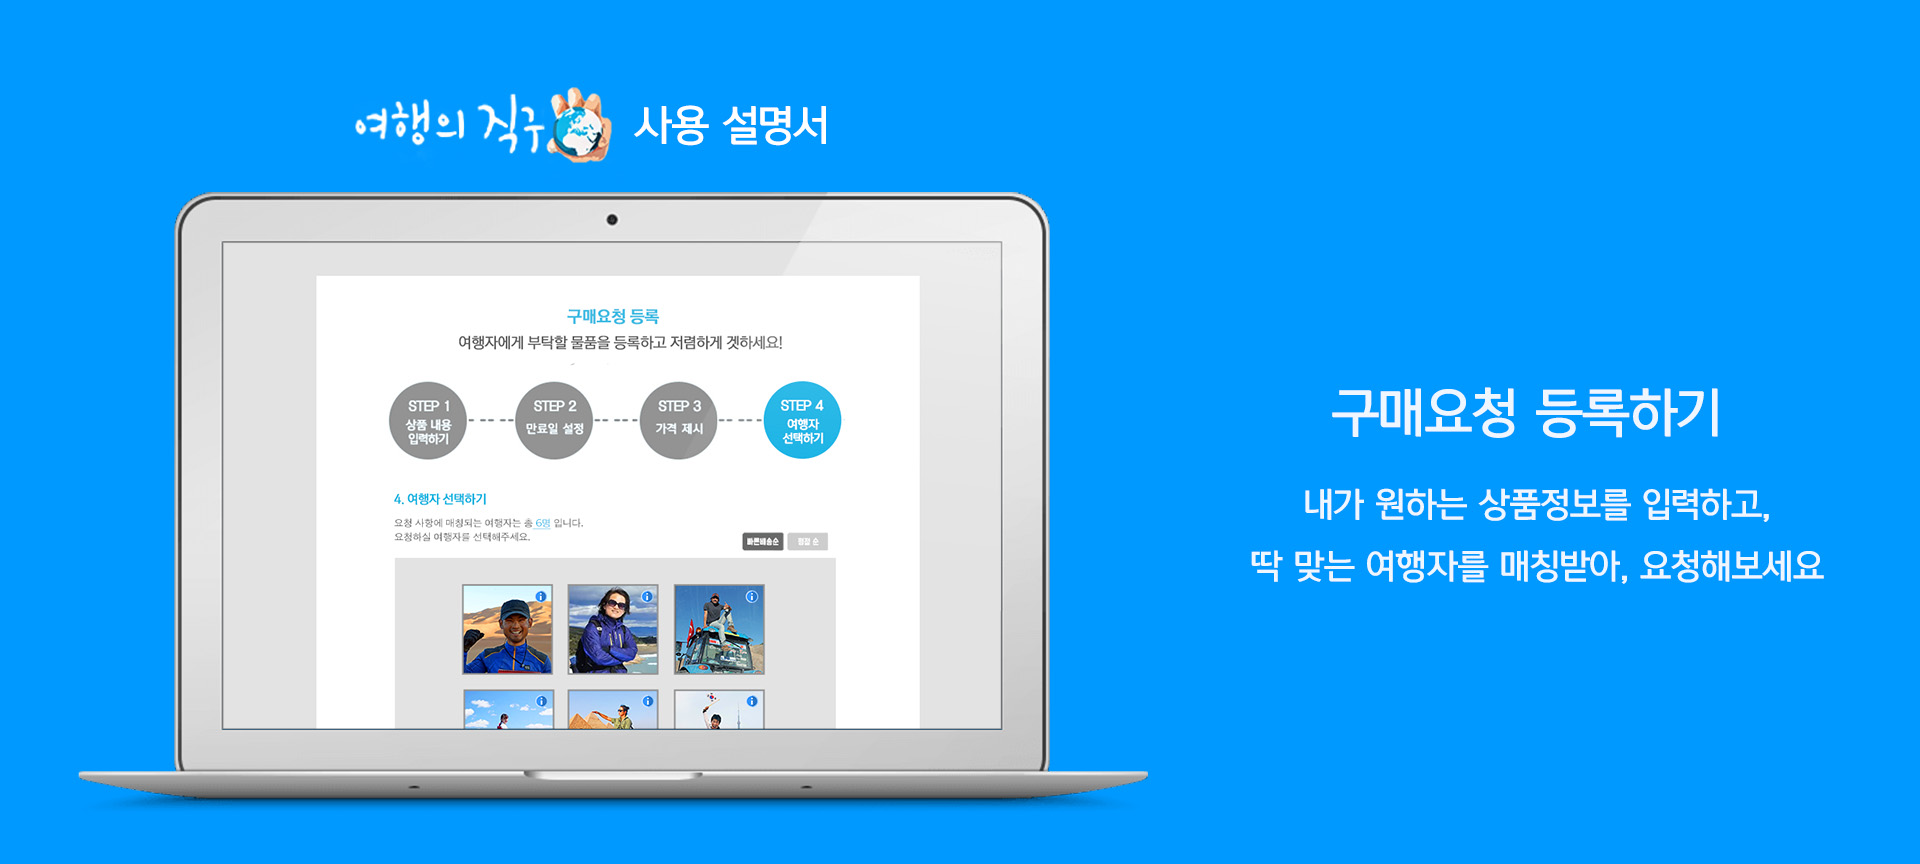 여행의 직구 사용 설명서
구매요청 등록
여행자에게 부탁할 물품을 등록하고 저렴하게 겟하세요!
STEP 1
상품 내용
입력하기
STEP 2
만료일 설정
STEP 3
가격 제시
STEP 4
여행자
선택하기
4. 여행자 선택하기
요청 사항에 매칭되는 여행자는 총 6명 입니다.
요청하실 여행자를 선택해주세요.
빠른배송순
평점 순
구매요청 등록하기
내가 원하는 상품정보를 입력하고,
딱 맞는 여행자를 매칭받아, 요청해보세요